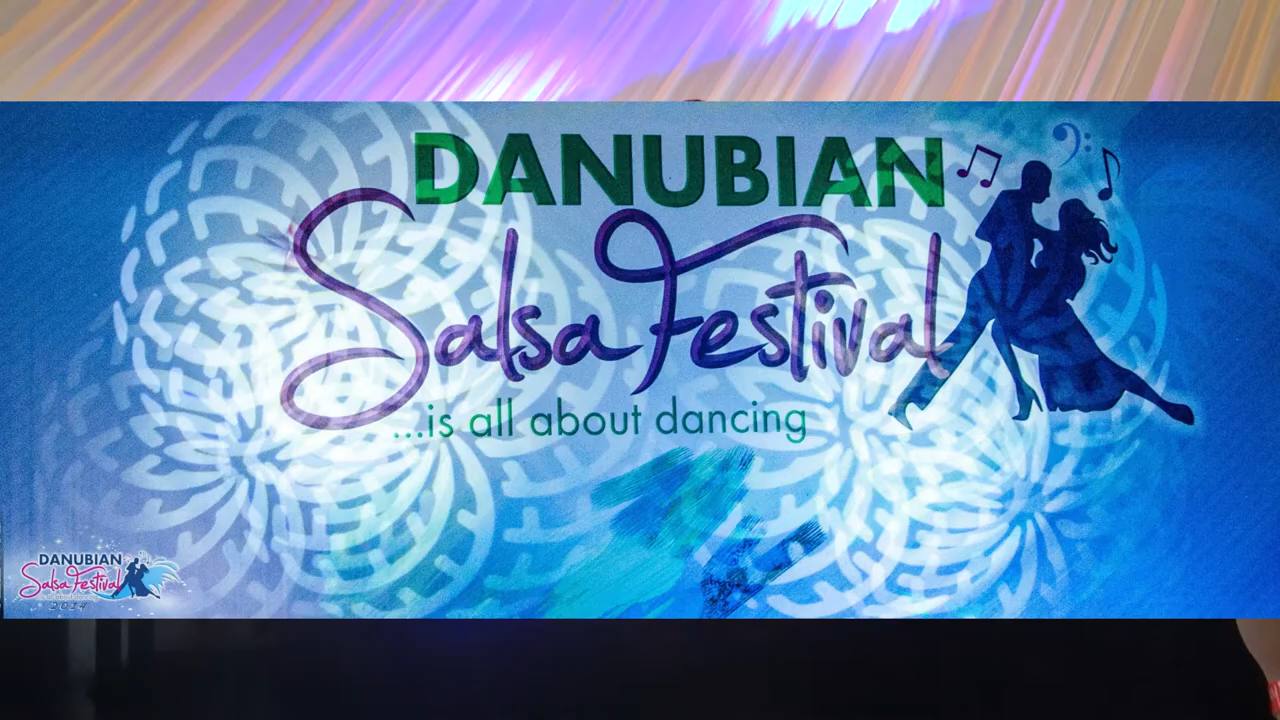 DANUBIAN
Salsa Festival
...is all about dancing
DANUBIAN
Salsa Festival
2014